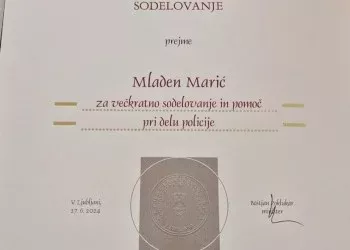 SODELOVANJE
prejme
Mladen Marić
za večkratno sodelovanje in pomoč
pri delu policije
V Ljubljani,
27. 6. 2024
Boštjan Poklukar
minister